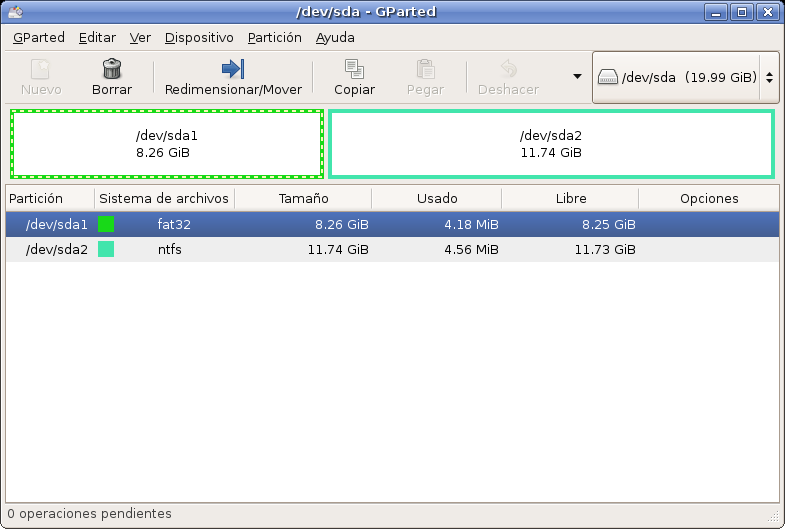 /dev/sda - GParted
GParted Editar Ver Dispositivo Partición Ayuda
Nuevo Borrar Redimensionar/Mover Copiar Pegar Deshacer /dev/sda (19.99 GiB)
/dev/sda1 /dev/sda2
8.26 GiB 11.74 GiB
Partición Sistema de archivos Tamaño Usado Libre Opciones
/dev/sda1 fat32 8.26 GiB 4.18 MiB 8.25 GiB
/dev/sda2 ntfs 11.74 GiB 4.56 MiB 11.73 GiB
0 operaciones pendientes